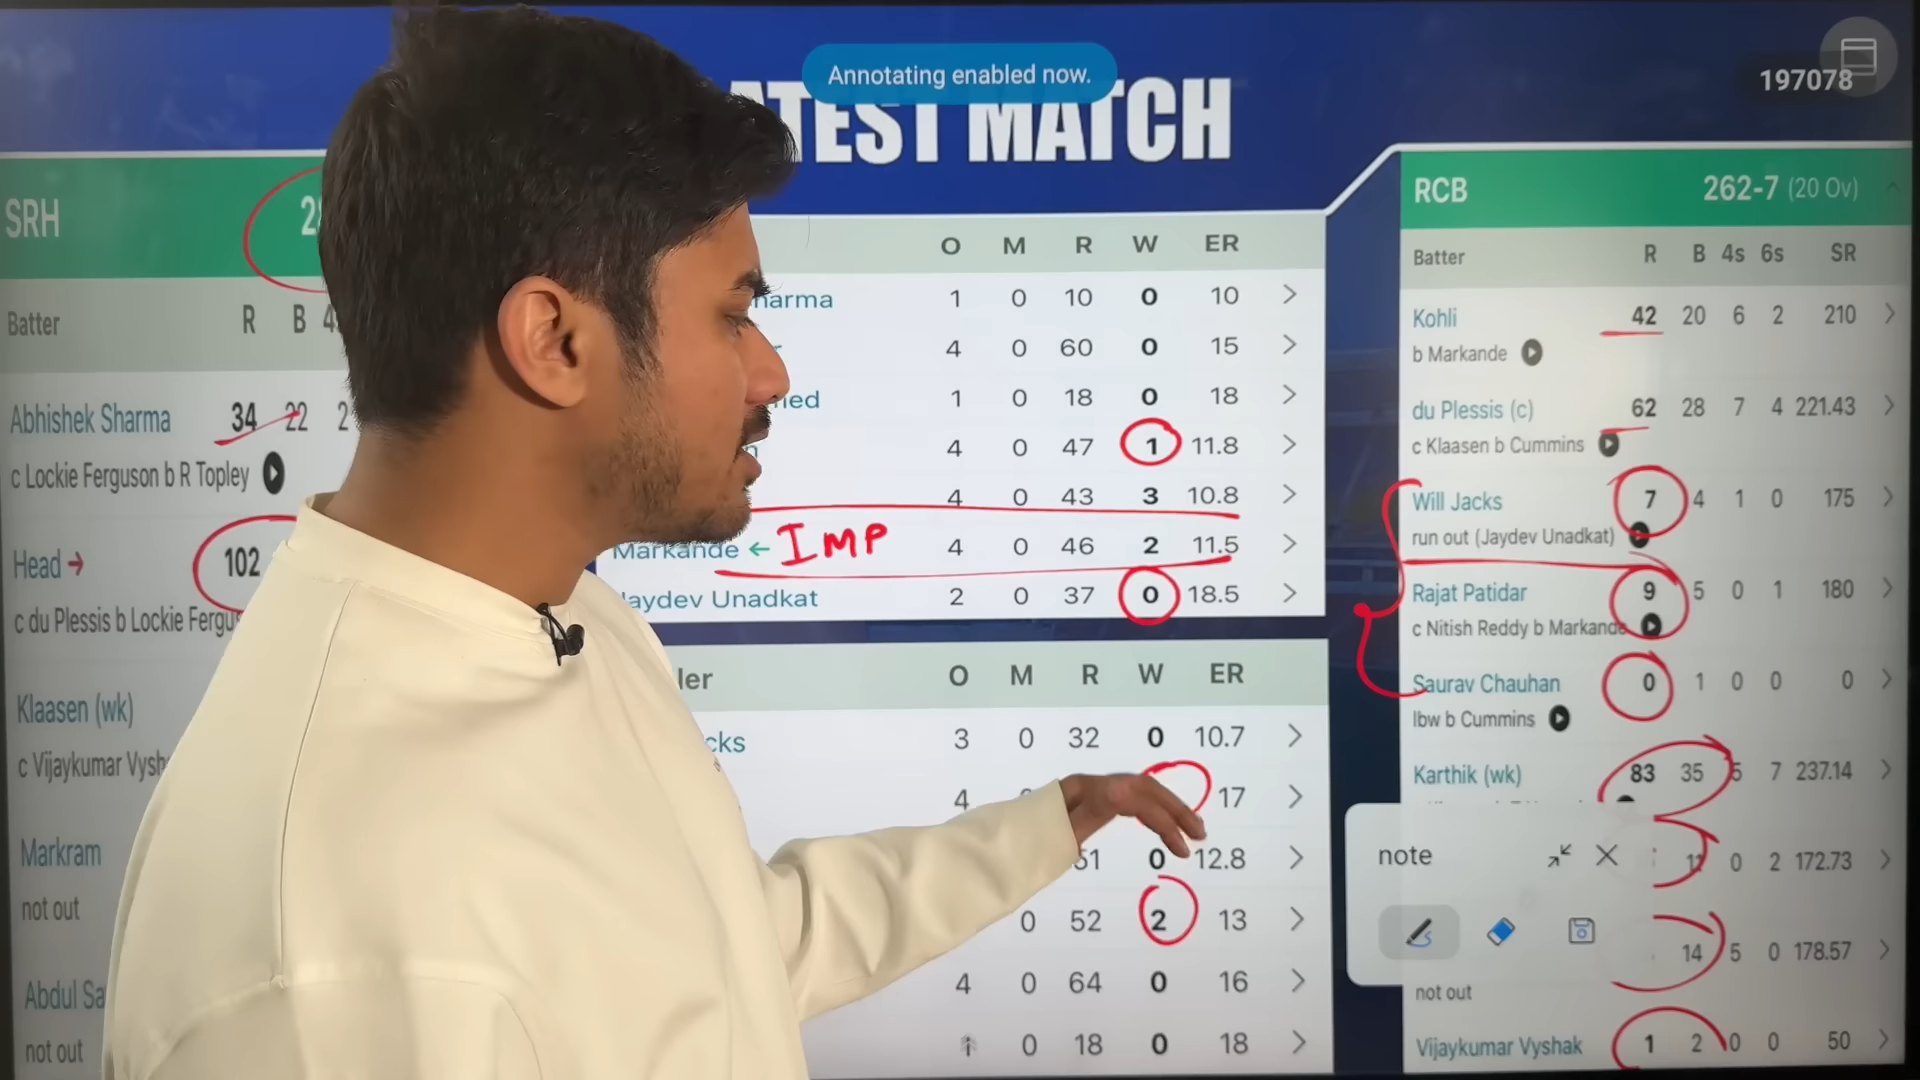 Annotating enabled now.
197078
TEST MATCH
SRH
Batter R B
Abhishek Sharma 34 22 2
c Lockie Ferguson b R Topley
Head → 102
c du Plessis b Lockie
Klaasen (wk)
c Vijaykumar
Markram
not out
Abdul
not out
O M R W ER
1 0 10 0 10 >
4 0 60 0 15 >
1 0 18 0 18 >
4 0 47 1 11.8 >
4 0 43 3 10.8 >
Markande ← IMP 4 0 46 2 11.5 >
Jaydev Unadkat 2 0 37 0 18.5 >
O M R W ER
3 0 32 0 10.7 >
4 17 >
51 0 12.8 >
0 52 2 13 >
4 0 64 0 16 >
0 18 0 18 >
RCB 262-7 (20 Ov)
Batter R B 4s 6s SR
Kohli 42 20 6 2 210 >
b Markande
du Plessis (c) 62 28 7 4 221.43 >
c Klaasen b Cummins
Will Jacks 7 4 1 0 175 >
run out (Jaydev Unadkat)
Rajat Patidar 9 5 0 1 180 >
c Nitish Reddy b Markande
Saurav Chauhan 0 1 0 0 0 >
lbw b Cummins
Karthik (wk) 83 35 5 7 237.14 >
note
11 0 2 172.73 >
14 5 0 178.57 >
not out
Vijaykumar Vyshak 1 2 0 0 50 >